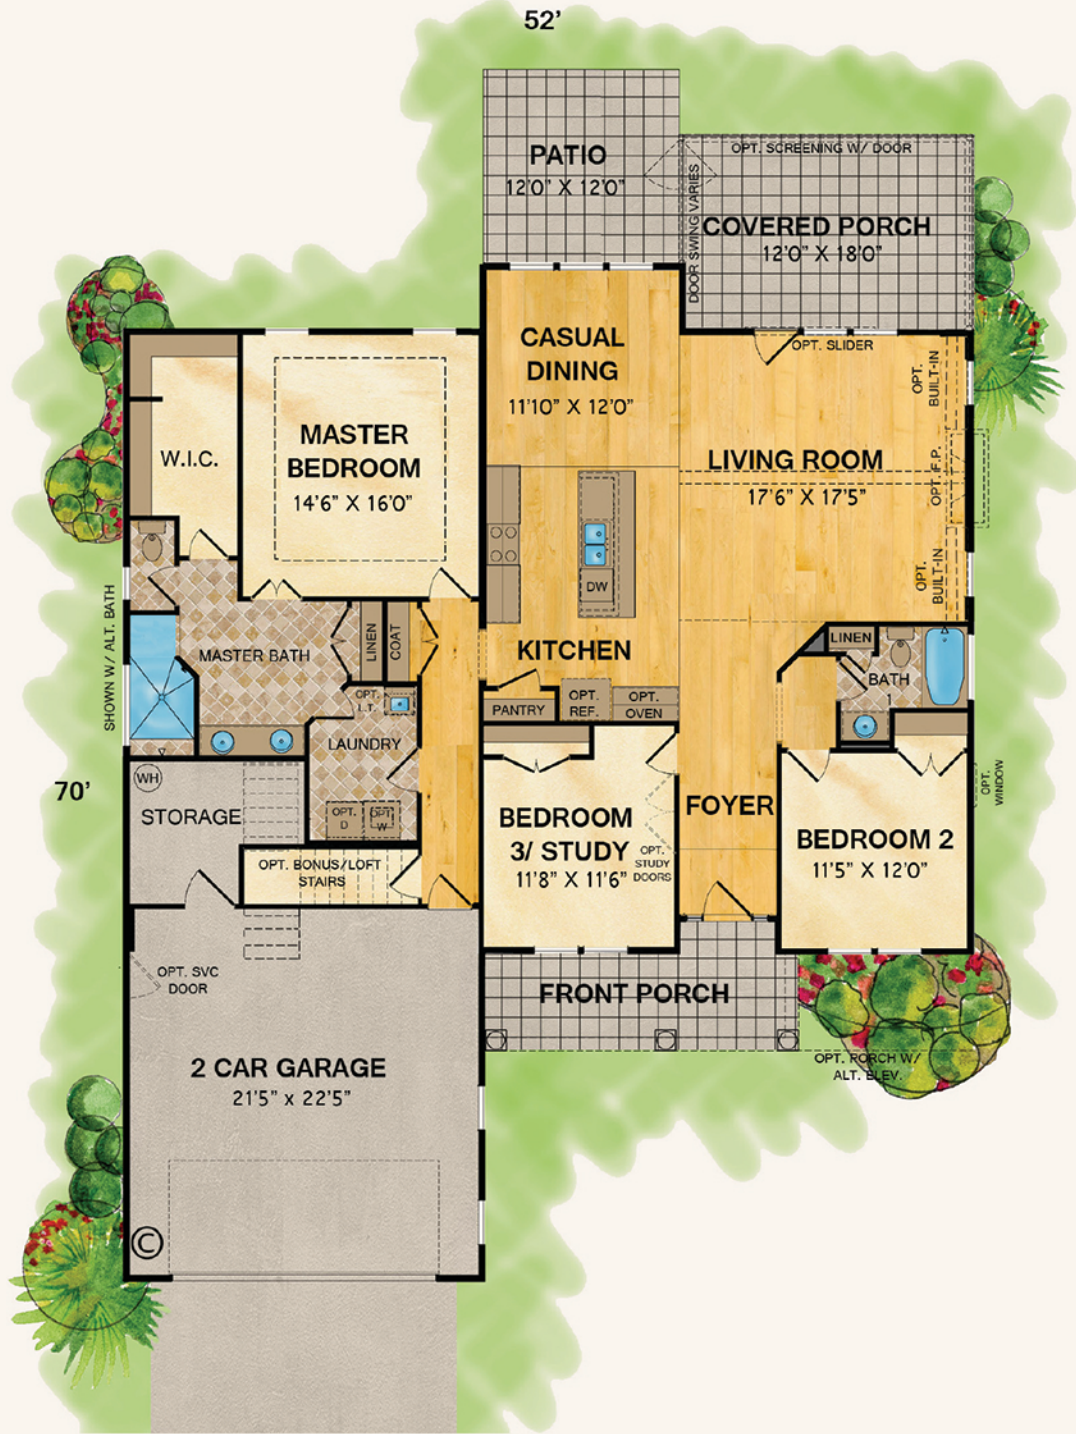 52’
PATIO
12'0" X 12'0"
OPT. SCREENING W/ DOOR
DOOR SWING VARIES
COVERED PORCH
12'0" X 18'0"
CASUAL
DINING
11'10" X 12'0"
OPT. SLIDER
OPT.
BUILT-IN
W.I.C.
MASTER
BEDROOM
14'6" X 16'0"
LIVING ROOM
17'6" X 17'5"
OPT. F.P.
OPT.
BUILT-IN
DW
SHOWN W/ ALT. BATH
MASTER BATH
LINEN
COAT
KITCHEN
LINEN
BATH
1
OPT.
L.T.
PANTRY
OPT.
REF.
OPT.
OVEN
LAUNDRY
WH
70’
STORAGE
OPT.
D
OPT.
W
BEDROOM
3/ STUDY
11'8" X 11'6"
OPT.
STUDY
DOORS
FOYER
BEDROOM 2
11'5" X 12'0"
OPT.
WINDOW
OPT. BONUS/LOFT
STAIRS
OPT. SVC
DOOR
FRONT PORCH
2 CAR GARAGE
21'5" x 22'5"
OPT. PORCH W/
ALT. ELEV.
©